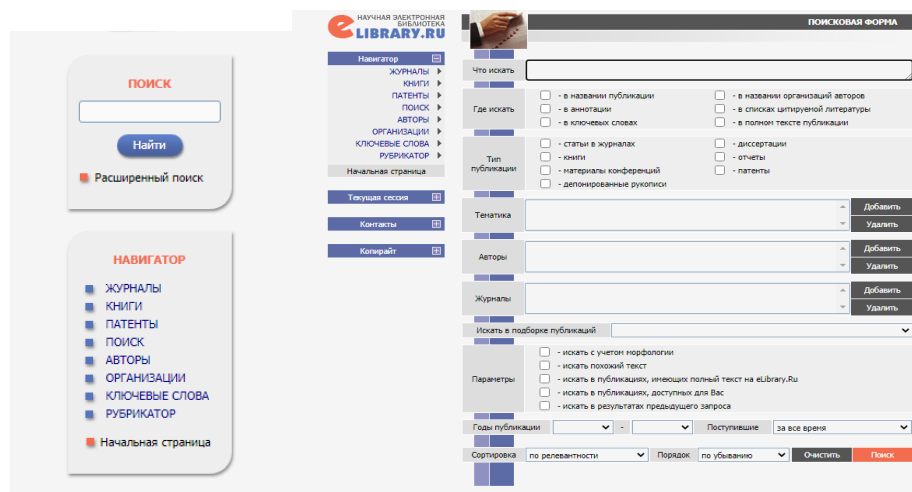 ПОИСК
Найти
Расширенный поиск
НАВИГАТОР
ЖУРНАЛЫ
КНИГИ
ПАТЕНТЫ
ПОИСК
АВТОРЫ
ОРГАНИЗАЦИИ
КЛЮЧЕВЫЕ СЛОВА
РУБРИКАТОР
Начальная страница
НАУЧНАЯ ЭЛЕКТРОННАЯ
БИБЛИОТЕКА
eLIBRARY.RU
Навигатор
ЖУРНАЛЫ
КНИГИ
ПАТЕНТЫ
ПОИСК
АВТОРЫ
ОРГАНИЗАЦИИ
КЛЮЧЕВЫЕ СЛОВА
РУБРИКАТОР
Начальная страница
Текущая сессия
Контакты
Копирайт
ПОИСКОВАЯ ФОРМА
Что искать
Где искать
- в названии публикации
- в названии организаций авторов
- в аннотации
- в списках цитируемой литературы
- в ключевых словах
- в полном тексте публикации
Тип
публикации
- статьи в журналах
- диссертации
- книги
- отчеты
- материалы конференций
- патенты
- депонированные рукописи
Тематика
Добавить
Удалить
Авторы
Добавить
Удалить
Журналы
Добавить
Удалить
Искать в подборке публикаций
Параметры
- искать с учетом морфологии
- искать похожий текст
- искать в публикациях, имеющих полный текст на eLibrary.Ru
- искать в публикациях, доступных для Вас
- искать в результатах предыдущего запроса
Годы публикации - Поступившие за все время
Сортировка по релевантности Порядок по убыванию Очистить Поиск